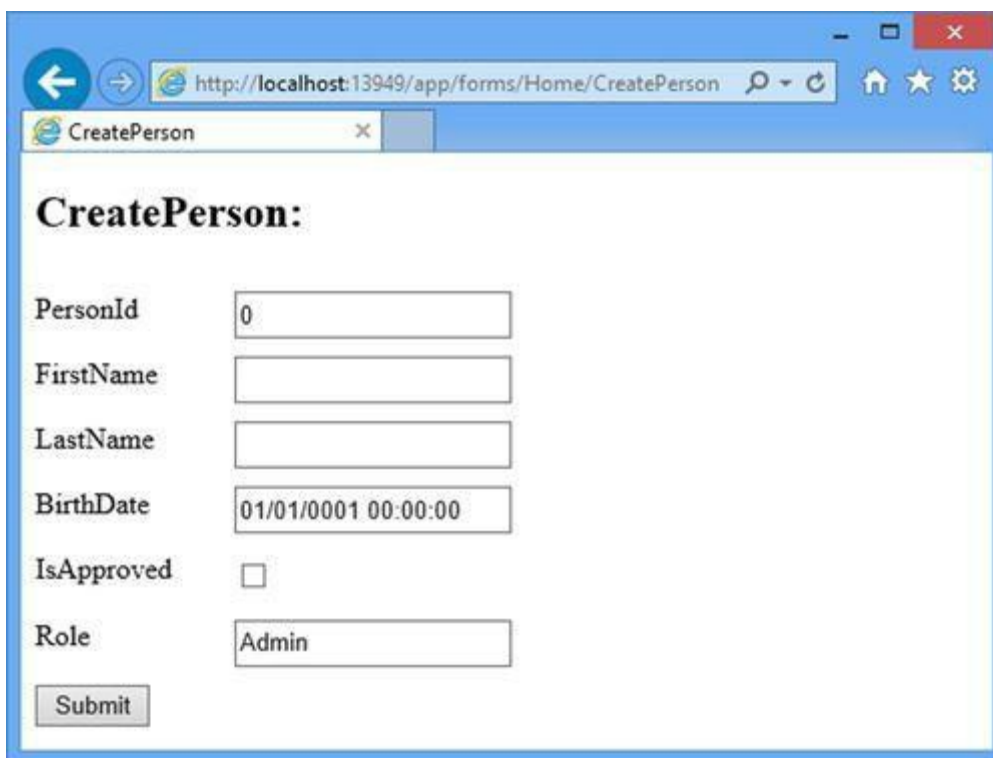 http://localhost:13949/app/forms/Home/CreatePerson
CreatePerson
CreatePerson:
PersonId 0
FirstName
LastName
BirthDate 01/01/0001 00:00:00
IsApproved
Role Admin
Submit